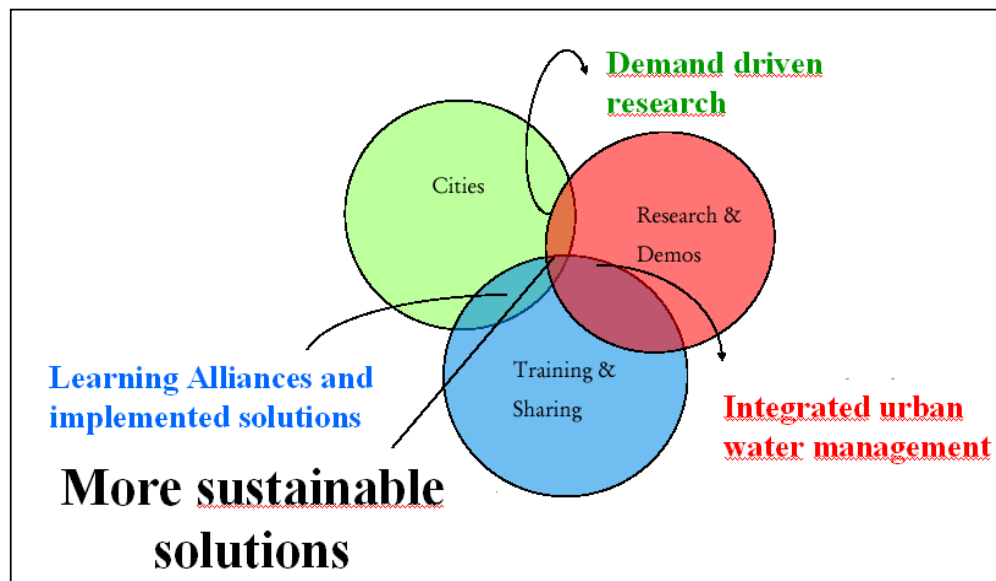 Demand driven
research
Cities
Research &
Demos
Learning Alliances and
implemented solutions
Training &
Sharing
Integrated urban
water management
More sustainable
solutions